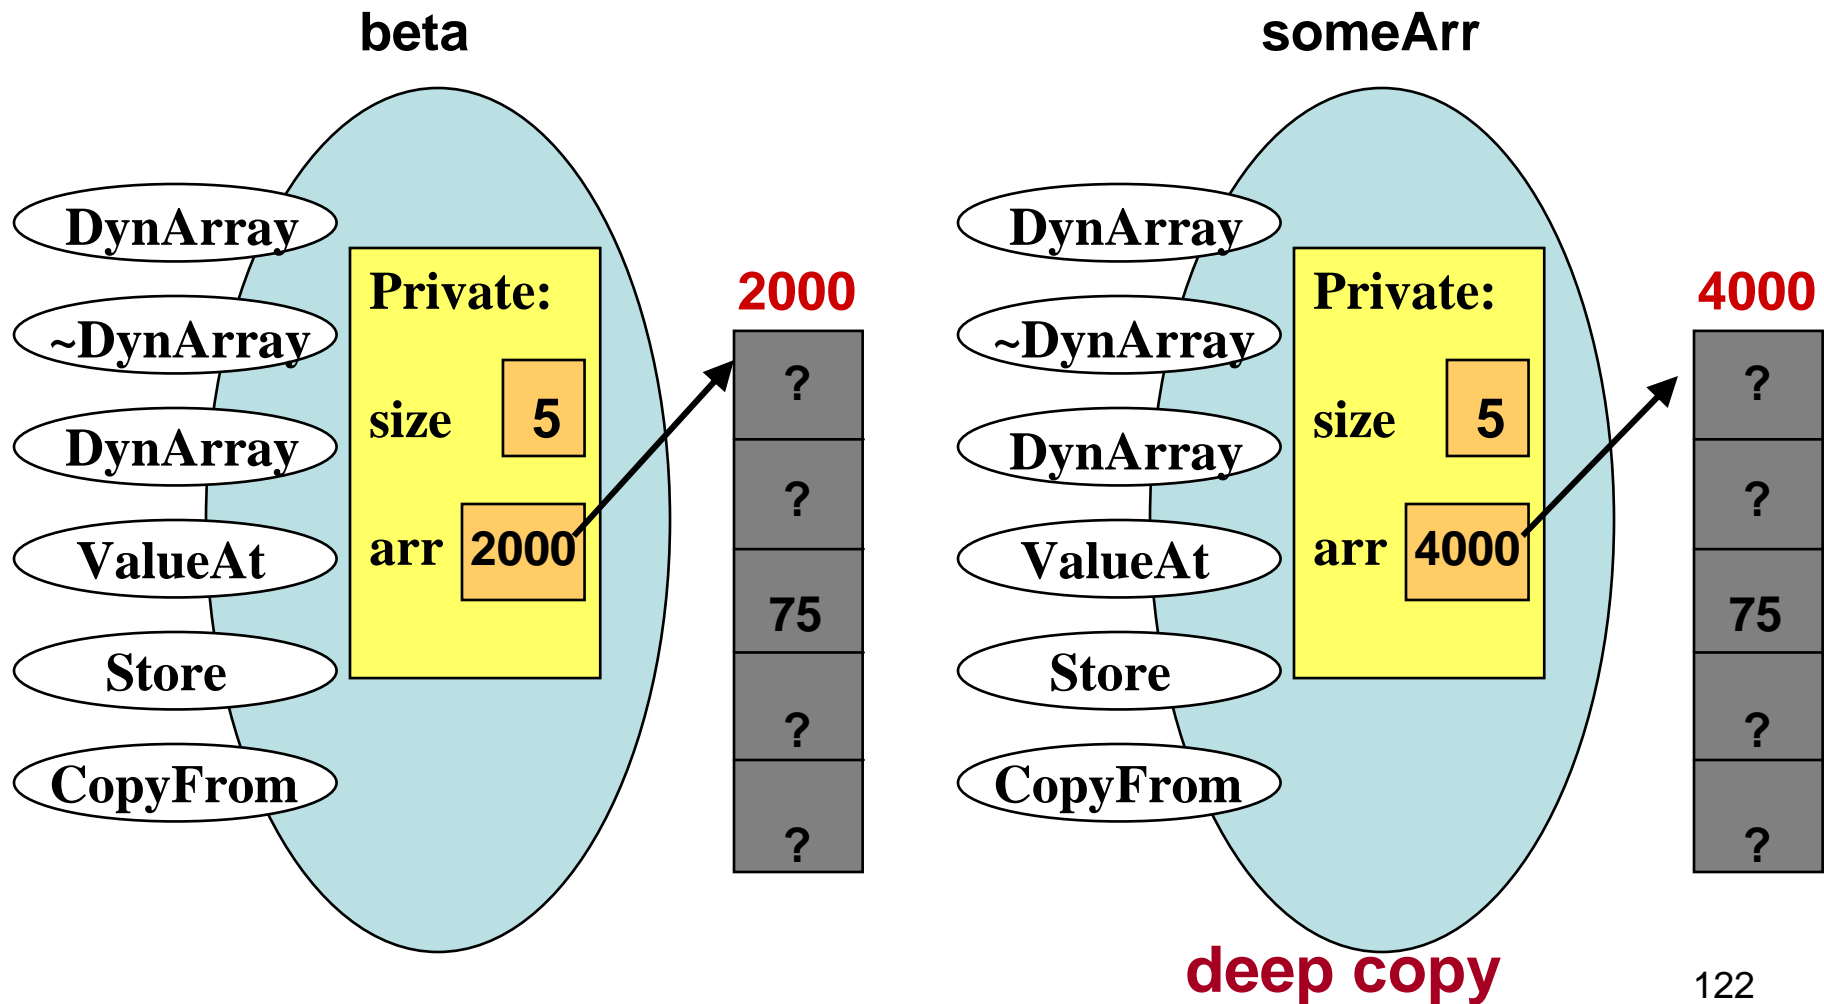 beta
DynArray
~DynArray
DynArray
ValueAt
Store
CopyFrom
Private:
size 5
arr 2000
2000
?
?
75
?
?
someArr
DynArray
~DynArray
DynArray
ValueAt
Store
CopyFrom
Private:
size 5
arr 4000
4000
?
?
75
?
?
deep copy
122